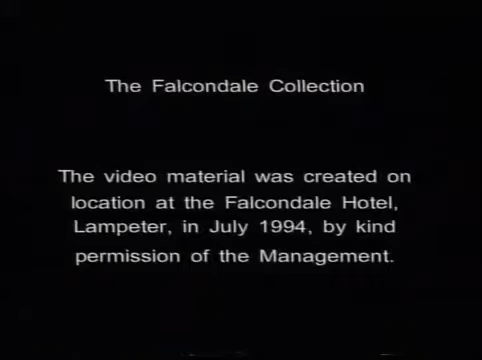 The Falcondale Collection
The video material was created on
location at the Falcondale Hotel,
Lampeter, in July 1994, by kind
permission of the Management.